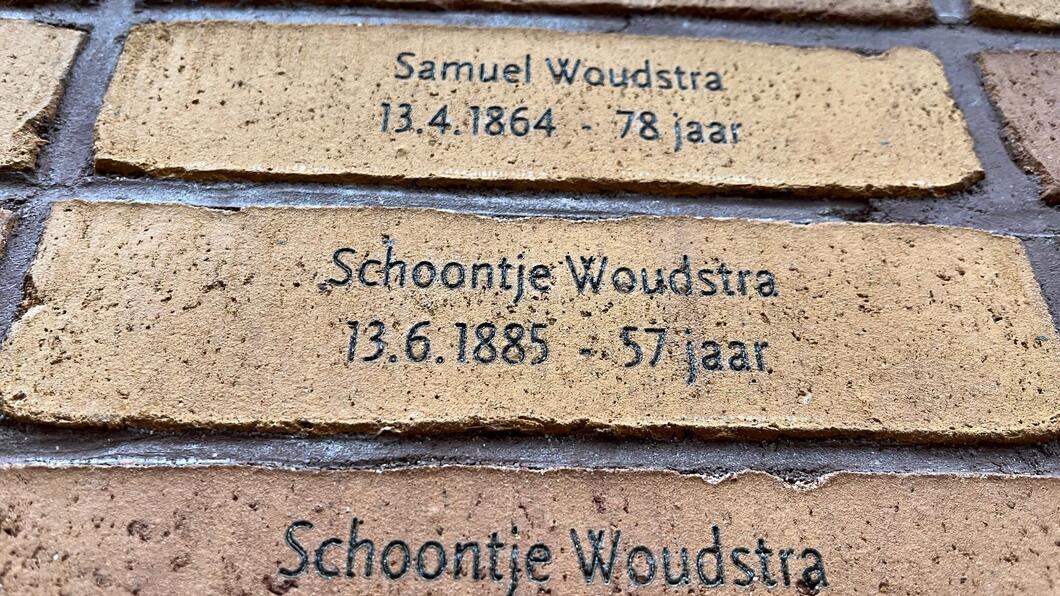 Samuel Woudstra
13.4.1864 - 78 jaar
Schoontje Woudstra
13.6.1885 - 57 jaar
Schoontje Woudstra